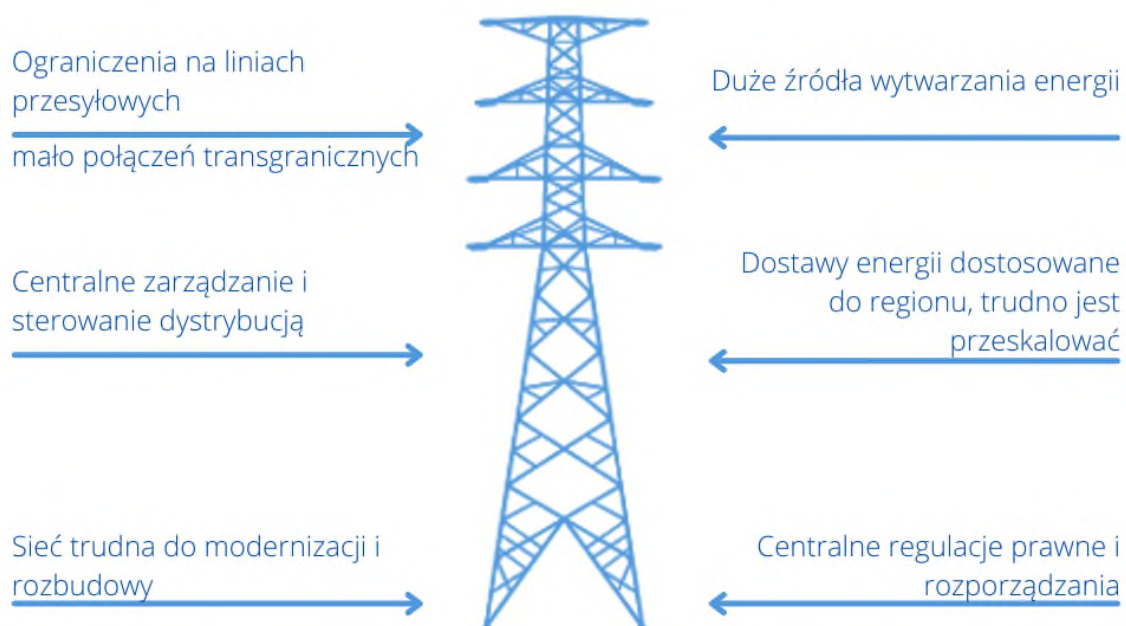 Ograniczenia na liniach
przesyłowych
mało połączeń transgranicznych
Duże źródła wytwarzania energii
Centralne zarządzanie i
sterowanie dystrybucją
Dostawy energii dostosowane
do regionu, trudno jest
przeskalować
Sieć trudna do modernizacji i
rozbudowy
Centralne regulacje prawne i
rozporządzania